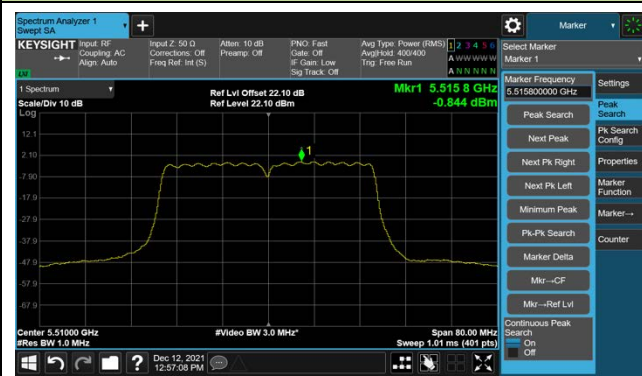 Spectrum Analyzer 1
Swept SA
Marker
KEYSIGHT
Input: RF
Coupling: AC
Align: Auto
Input Z: 50 Ω
Corrections: Off
Freq Ref: Int (S)
Atten: 10 dB
Preamp: Off
PNO: Fast
Gate: Off
IF Gain: Low
Sig Track: Off
Avg Type: Power (RMS)
Avg|Hold: 400/400
Trig: Free Run
1 2 3 4 5 6
A W W W W W
A N N N N N
Select Marker
Marker 1
LXI
1 Spectrum
Scale/Div 10 dB
Log
Ref Lvl Offset 22.10 dB
Ref Level 22.10 dBm
Mkr1 5.515 8 GHz
-0.844 dBm
12.1
2.10
-7.90
-17.9
-27.9
-37.9
-47.9
-57.9
-67.9
1
Center 5.51000 GHz
#Res BW 1.0 MHz
#Video BW 3.0 MHz*
Span 80.00 MHz
Sweep 1.01 ms (401 pts)
Marker Frequency
5.515800000 GHz
Peak Search
Next Peak
Next Pk Right
Next Pk Left
Minimum Peak
Pk-Pk Search
Marker Delta
Mkr→CF
Mkr→Ref Lvl
Continuous Peak
Search
On
Off
Settings
Peak
Search
Pk Search
Config
Properties
Marker
Function
Marker→
Counter
Dec 12, 2021
12:57:08 PM